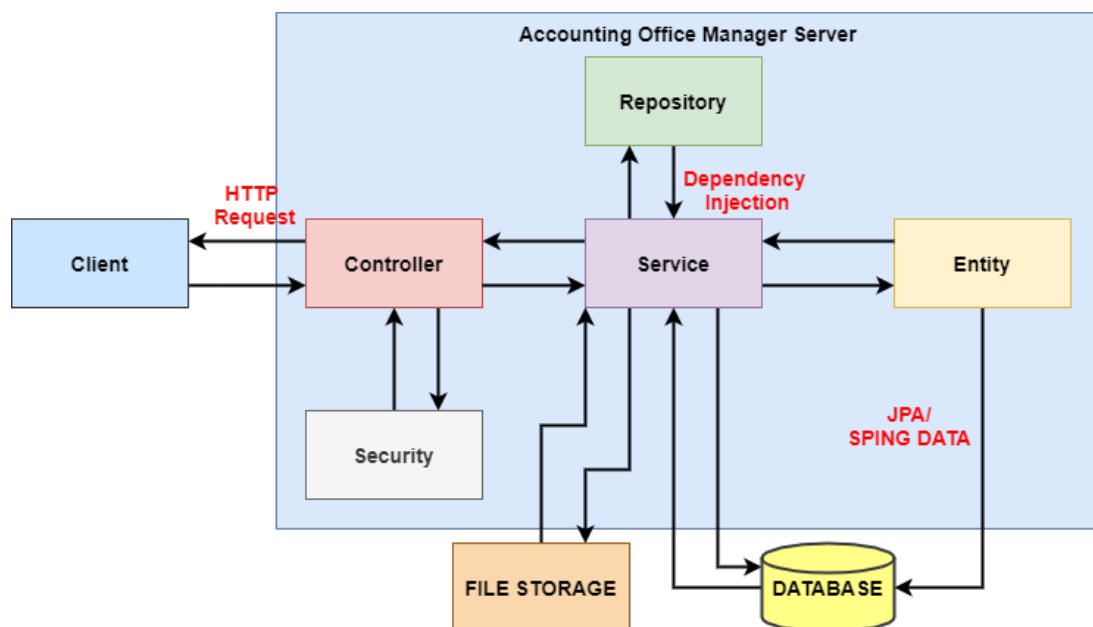 Accounting Office Manager Server
Repository
Dependency
Injection
HTTP
Request
Client
Controller
Service
Entity
JPA/
SPING DATA
Security
FILE STORAGE
DATABASE